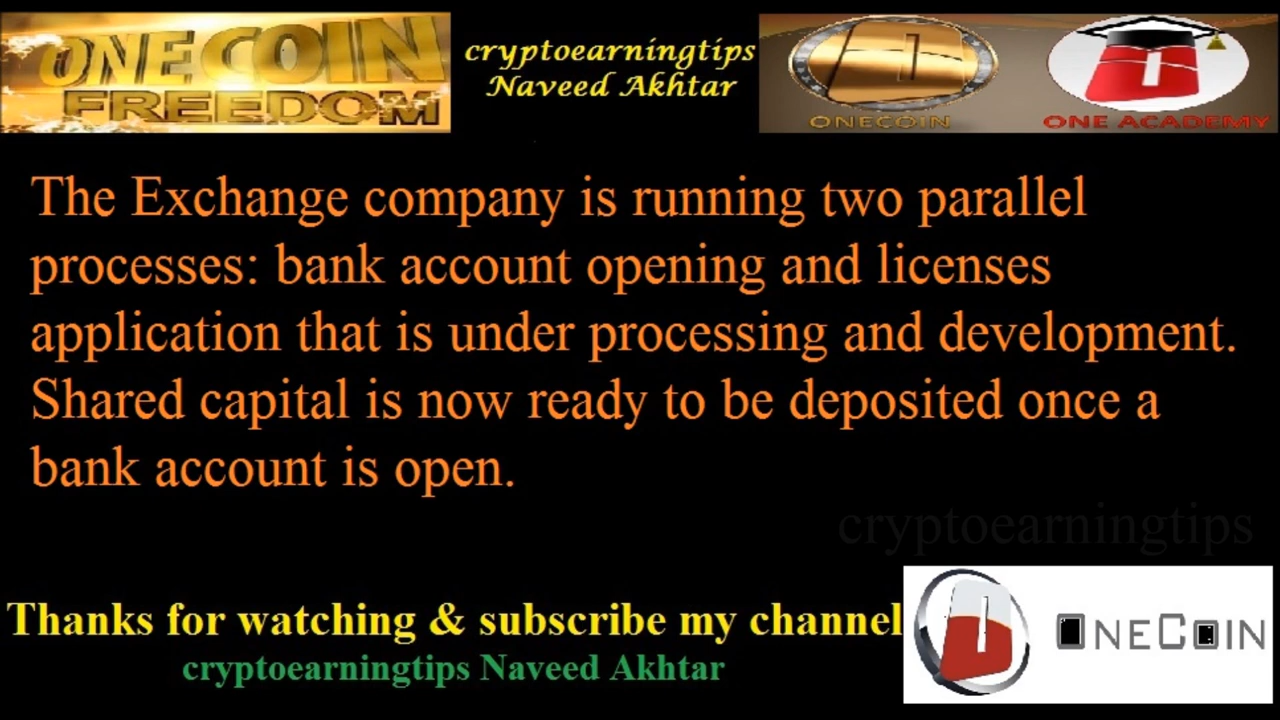 ONE COIN
FREEDOM
cryptoearningtips
Naveed Akhtar
ONECOIN
ONE ACADEMY
The Exchange company is running two parallel
processes: bank account opening and licenses
application that is under processing and development.
Shared capital is now ready to be deposited once a
bank account is open.
cryptoearningtips
Thanks for watching & subscribe my channel
cryptoearningtips Naveed Akhtar
ONECOIN